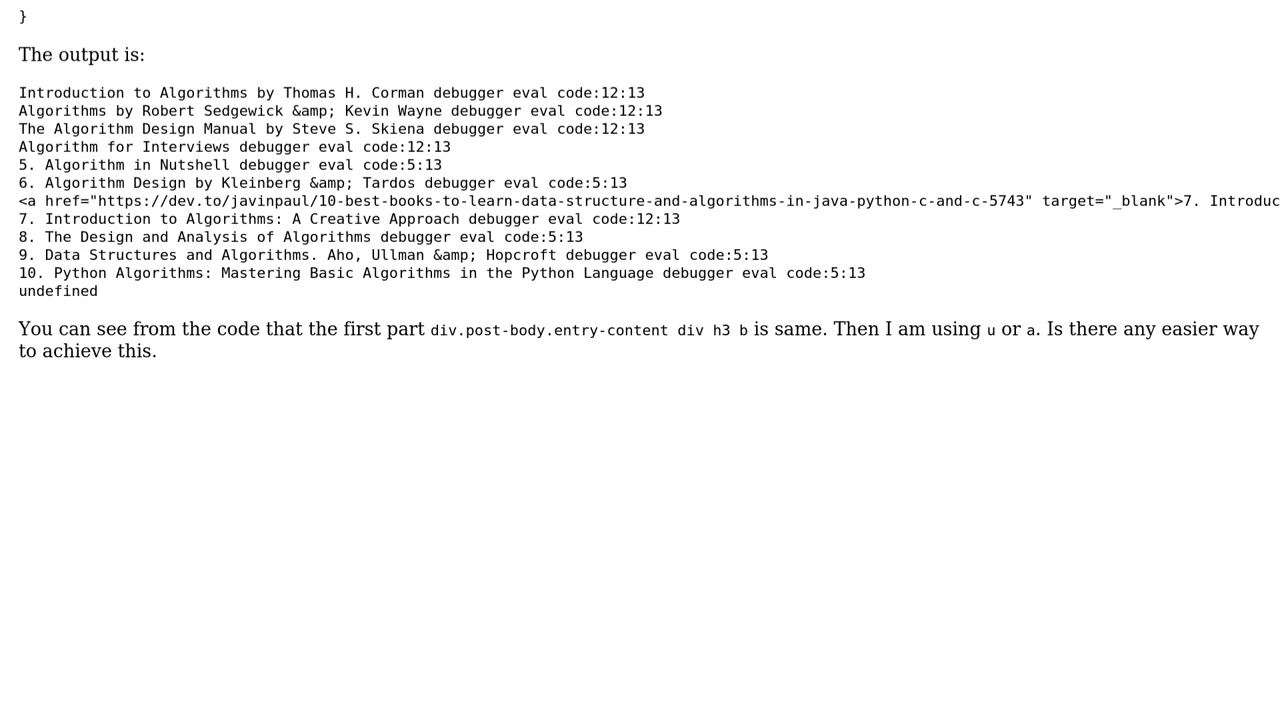 }
The output is:
Introduction to Algorithms by Thomas H. Corman debugger eval code:12:13
Algorithms by Robert Sedgewick &amp; Kevin Wayne debugger eval code:12:13
The Algorithm Design Manual by Steve S. Skiena debugger eval code:12:13
Algorithm for Interviews debugger eval code:12:13
5. Algorithm in Nutshell debugger eval code:5:13
6. Algorithm Design by Kleinberg &amp; Tardos debugger eval code:5:13
<a href="https://dev.to/javinpaul/10-best-books-to-learn-data-structure-and-algorithms-in-java-python-c-and-c-5743" target="_blank">7. Introduc
7. Introduction to Algorithms: A Creative Approach debugger eval code:12:13
8. The Design and Analysis of Algorithms debugger eval code:5:13
9. Data Structures and Algorithms. Aho, Ullman &amp; Hopcroft debugger eval code:5:13
10. Python Algorithms: Mastering Basic Algorithms in the Python Language debugger eval code:5:13
undefined
You can see from the code that the first part div.post-body.entry-content div h3 b is same. Then I am using u or a. Is there any easier way
to achieve this.